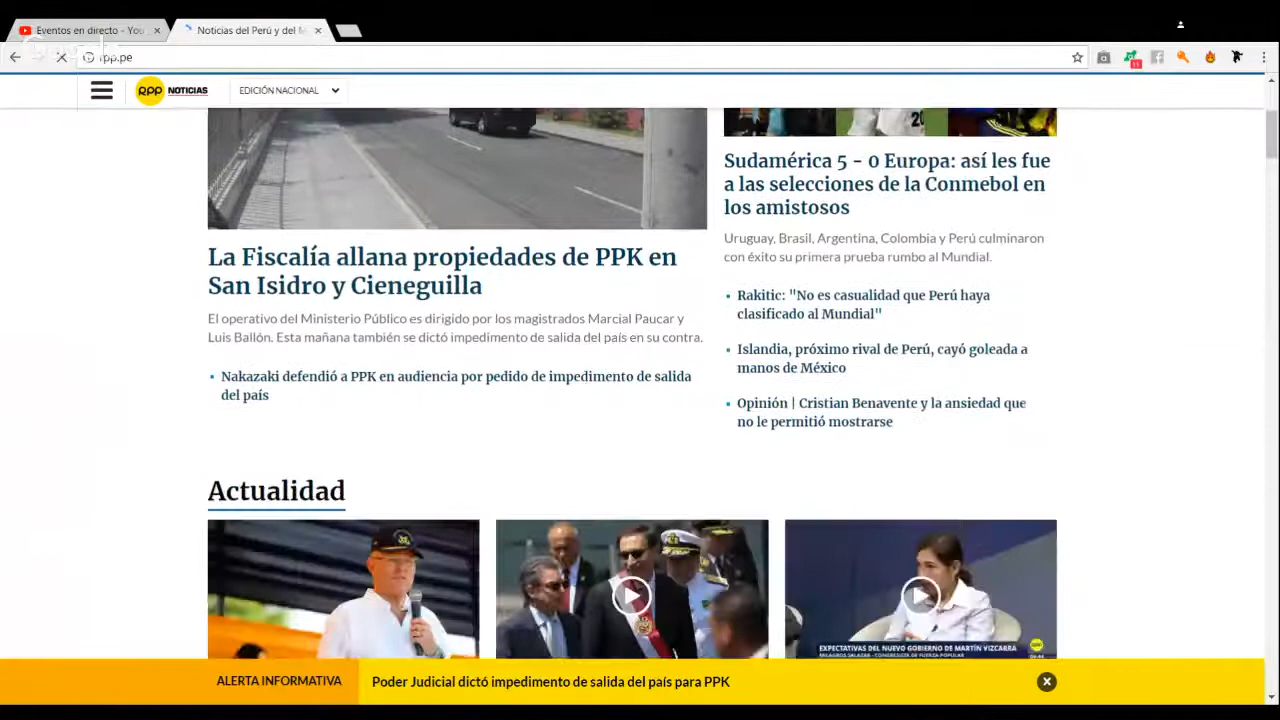 Eventos en directo - You
Noticias del Perú y del M
rpp.pe
11
RPP NOTICIAS
EDICIÓN NACIONAL
20
La Fiscalía allana propiedades de PPK en
San Isidro y Cieneguilla
El operativo del Ministerio Público es dirigido por los magistrados Marcial Paucar y
Luis Ballón. Esta mañana también se dictó impedimento de salida del país en su contra.
• Nakazaki defendió a PPK en audiencia por pedido de impedimento de salida
del país
Sudamérica 5 - 0 Europa: así les fue
a las selecciones de la Conmebol en
los amistosos
Uruguay, Brasil, Argentina, Colombia y Perú culminaron
con éxito su primera prueba rumbo al Mundial.
• Rakitic: "No es casualidad que Perú haya
clasificado al Mundial"
• Islandia, próximo rival de Perú, cayó goleada a
manos de México
• Opinión | Cristian Benavente y la ansiedad que
no le permitió mostrarse
Actualidad
EXPECTATIVAS DEL NUEVO GOBIERNO DE MARTÍN VIZCARRA
MILAGROS SALAZAR - CONGRESISTA DE FUERZA POPULAR
ALERTA INFORMATIVA
Poder Judicial dictó impedimento de salida del país para PPK